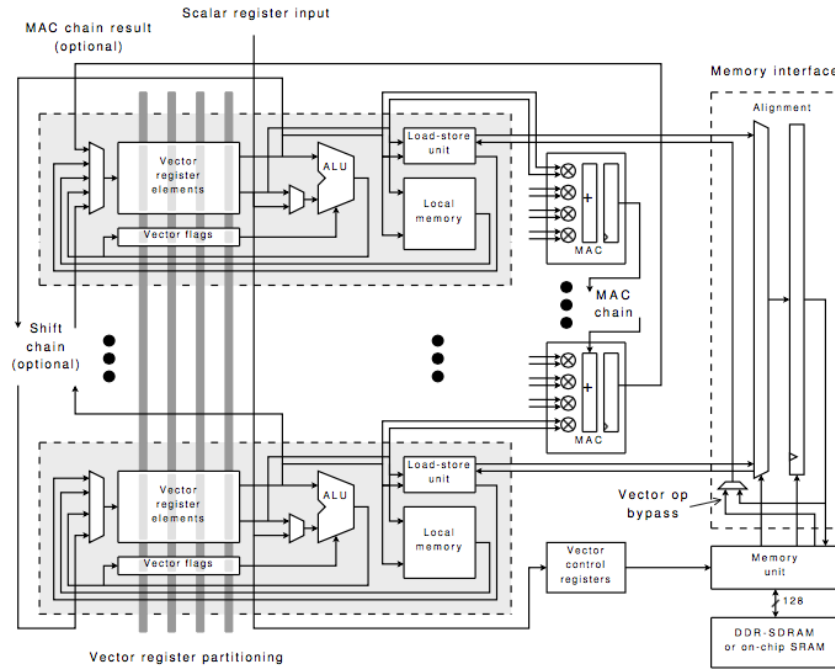 Scalar register input
MAC chain result
(optional)
Memory interface
Alignment
Vector
register
elements
ALU
Load-store
unit
Local
memory
Vector flags
+
MAC
MAC
chain
Shift
chain
(optional)
+
MAC
Vector
register
elements
ALU
Load-store
unit
Local
memory
Vector flags
Vector op
bypass
Vector
control
registers
Memory
unit
128
DDR-SDRAM
or on-chip SRAM
Vector register partitioning